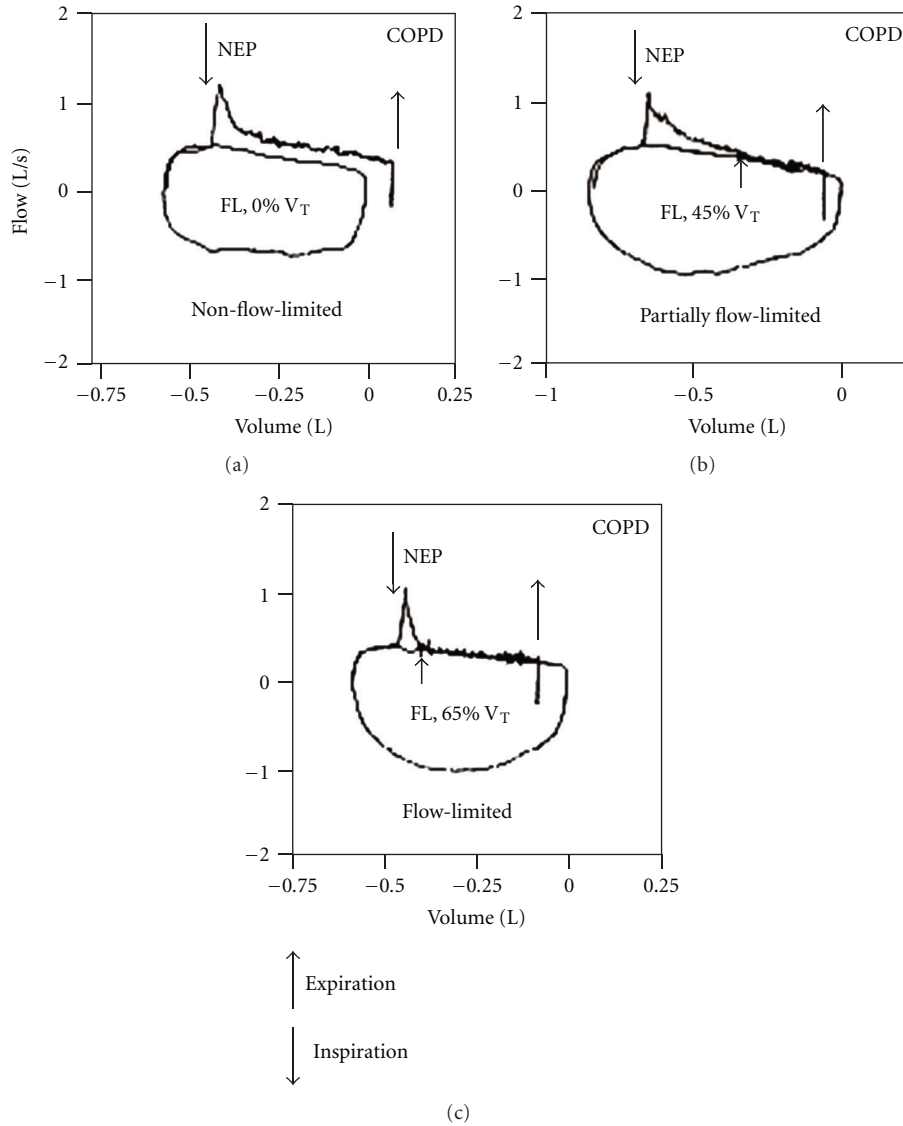 2
COPD
NEP
1
Flow (L/s)
0
FL, 0% VT
−1
Non-flow-limited
−2
−0.75
−0.5
−0.25
0
0.25
Volume (L)
(a)
2
COPD
NEP
1
0
FL, 45% VT
−1
Partially flow-limited
−2
−1
−0.5
0
Volume (L)
(b)
2
COPD
NEP
1
0
FL, 65% VT
−1
Flow-limited
−2
−0.75
−0.5
−0.25
0
0.25
Volume (L)
Expiration
Inspiration
(c)